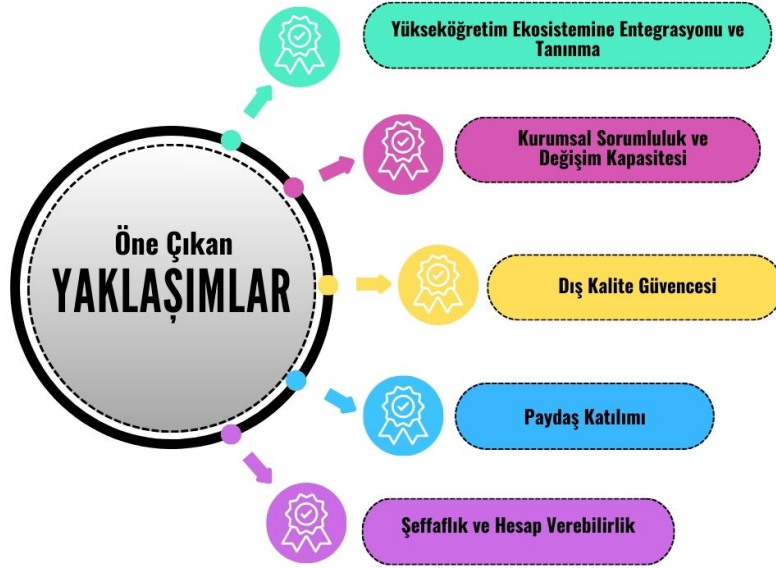 Yükseköğretim Ekosistemine Entegrasyonu ve
Tanınma
Kurumsal Sorumluluk ve
Değişim Kapasitesi
Öne Çıkan
YAKLAŞIMLAR
Dış Kalite Güvencesi
Paydaş Katılımı
Şeffaflık ve Hesap Verebilirlik